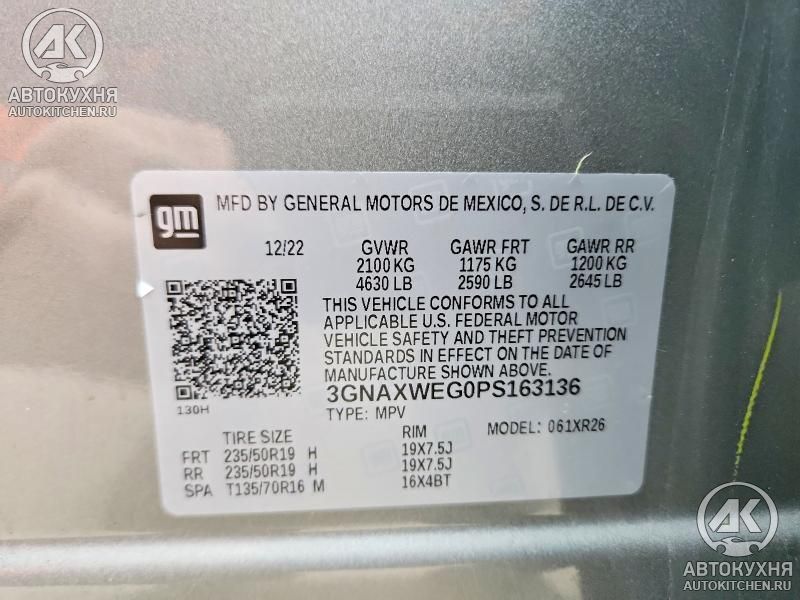 АК
АВТОКУХНЯ
AUTOKITCHEN.RU
gm
MFD BY GENERAL MOTORS DE MEXICO, S. DE R.L. DE C.V.
12/22 GVWR GAWR FRT GAWR RR
2100 KG 1175 KG 1200 KG
4630 LB 2590 LB 2645 LB
THIS VEHICLE CONFORMS TO ALL
APPLICABLE U.S. FEDERAL MOTOR
VEHICLE SAFETY AND THEFT PREVENTION
STANDARDS IN EFFECT ON THE DATE OF
MANUFACTURE SHOWN ABOVE.
130H
3GNAXWEG0PS163136
TYPE: MPV
TIRE SIZE RIM MODEL: 061XR26
FRT 235/50R19 H 19X7.5J
RR 235/50R19 H 19X7.5J
SPA T135/70R16 M 16X4BT
АК
АВТОКУХНЯ
AUTOKITCHEN.RU